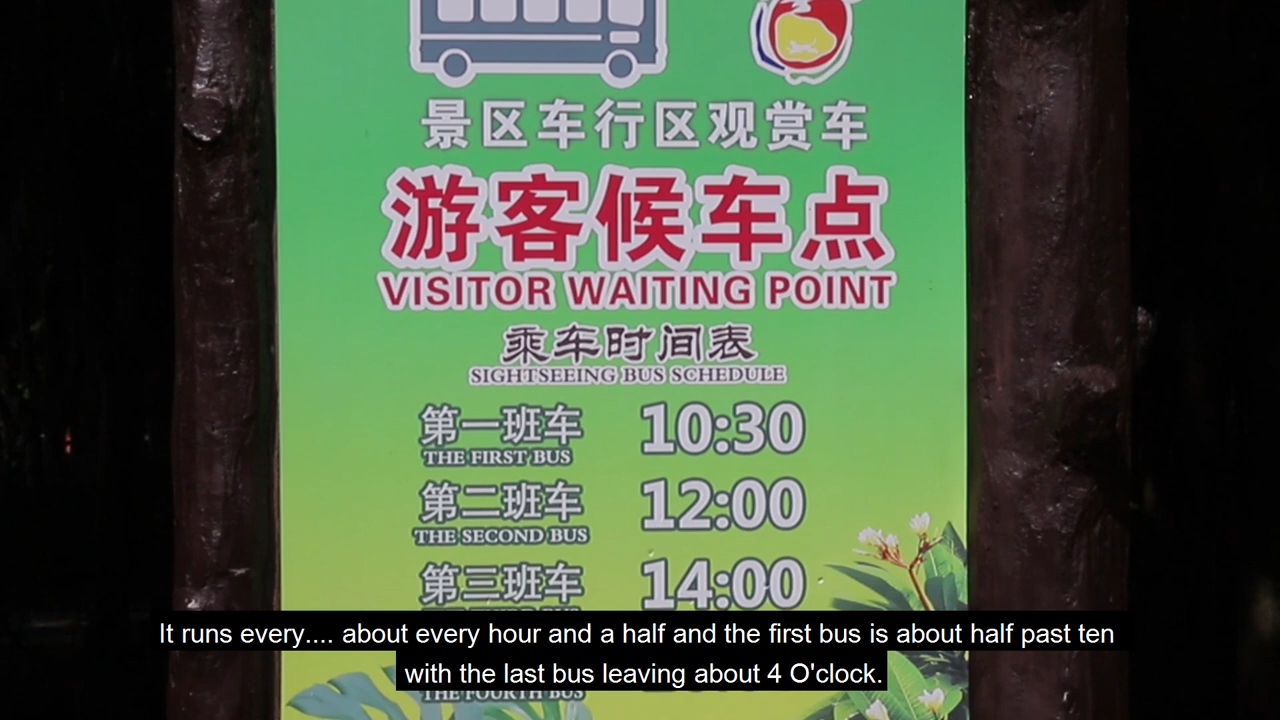 景区车行区观赏车
游客候车点
VISITOR WAITING POINT
乘车时间表
SIGHTSEEING BUS SCHEDULE
第一班车 10:30
THE FIRST BUS
第二班车 12:00
THE SECOND BUS
第三班车 14:00
It runs every.... about every hour and a half and the first bus is about half past ten
with the last bus leaving about 4 O'clock.
THE FOURTH BUS